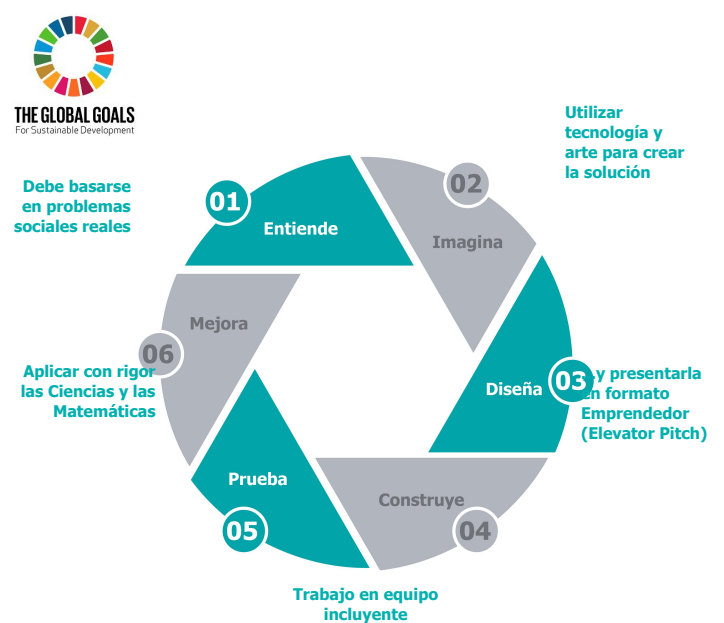 THE GLOBAL GOALS
For Sustainable Development
Utilizar
tecnología y
arte para crear
la solución
Debe basarse
en problemas
sociales reales
01
Entiende
02
Imagina
Mejora
06
Aplicar con rigor
las Ciencias y las
Matemáticas
Diseña
03
..y presentarla
en formato
Emprendedor
(Elevator Pitch)
Prueba
05
Construye
04
Trabajo en equipo
incluyente